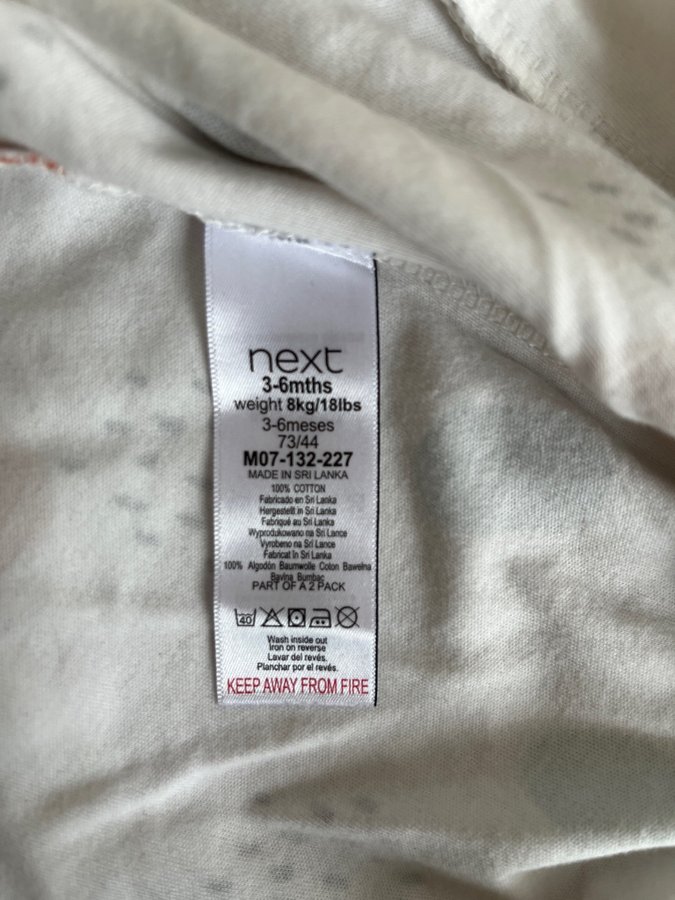 next
3-6mths
weight 8kg/18lbs
3-6meses
73/44
M07-132-227
MADE IN SRI LANKA
100% COTTON
Fabricado en Sri Lanka
Hergestellt in Sri Lanka
Fabriqué au Sri Lanka
Wyprodukowano na Sri Lance
Vyrobeno na Sri Lance
Fabricat în Sri Lanka
100% Algodón Baumwolle Coton Bawełna
Bavlna Bumbac
PART OF A 2 PACK
40
Wash inside out
Iron on reverse
Lavar del revés.
Planchar por el revés.
KEEP AWAY FROM FIRE